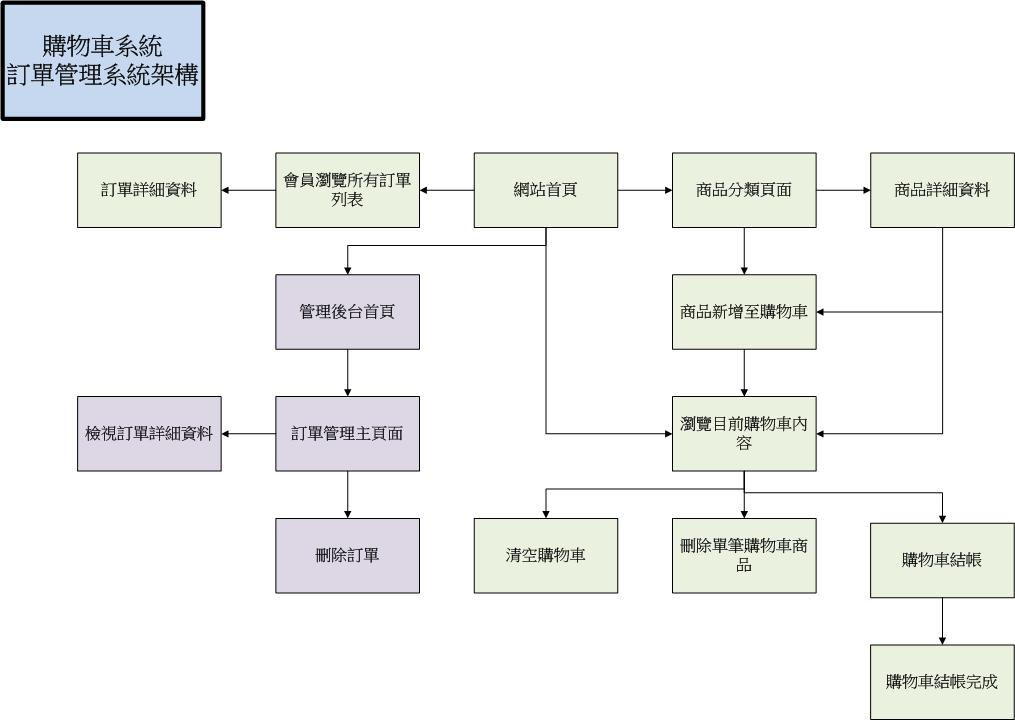 購物車系統
訂單管理系統架構
訂單詳細資料
會員瀏覽所有訂單
列表
網站首頁
商品分類頁面
商品詳細資料
管理後台首頁
商品新增至購物車
檢視訂單詳細資料
訂單管理主頁面
瀏覽目前購物車內
容
刪除訂單
清空購物車
刪除單筆購物車商
品
購物車結帳
購物車結帳完成